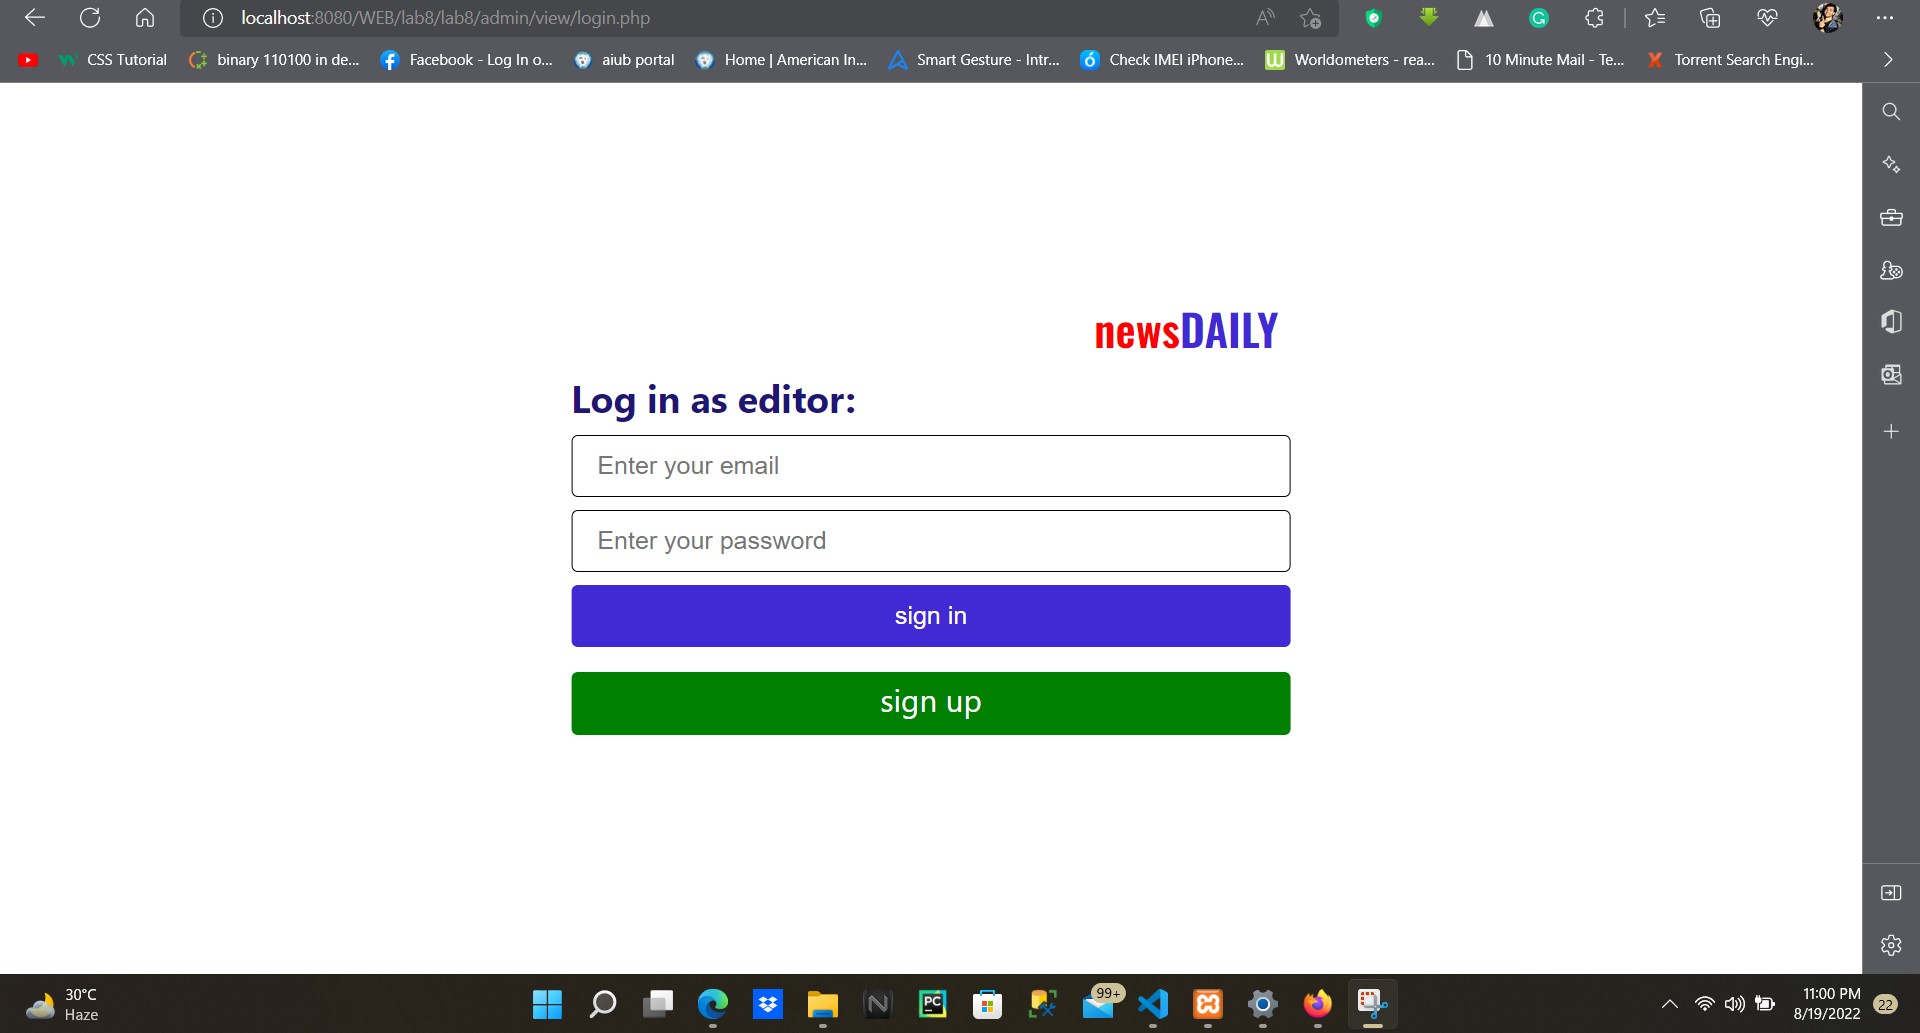 localhost:8080/WEB/lab8/lab8/admin/view/login.php
CSS Tutorial binary 110100 in de... Facebook - Log In o... aiub portal Home | American In... Smart Gesture - Intr... Check IMEI iPhone... Worldometers - rea... 10 Minute Mail - Te... Torrent Search Engi...
newsDAILY
Log in as editor:
Enter your email
Enter your password
sign in
sign up
30°C
Haze
PC
99+
11:00 PM
8/19/2022
22